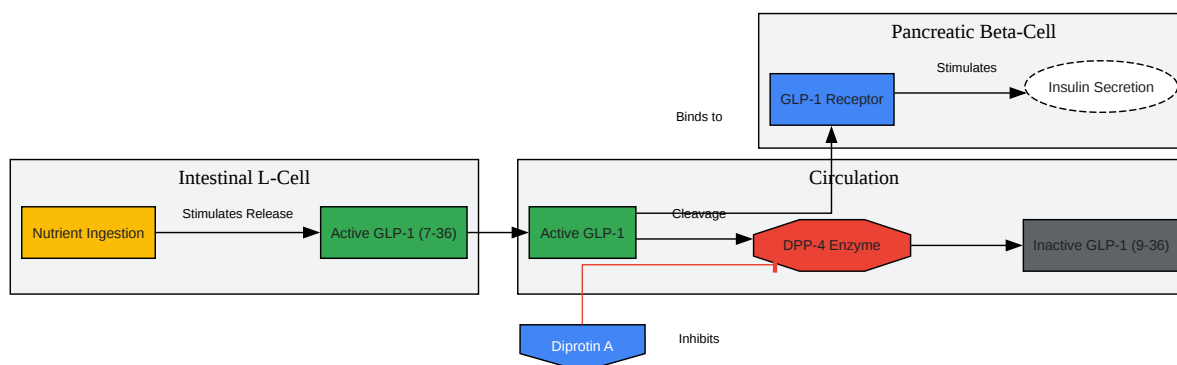 Pancreatic Beta-Cell
Stimulates
GLP-1 Receptor
Insulin Secretion
Binds to
Intestinal L-Cell
Circulation
Stimulates Release
Cleavage
Nutrient Ingestion
Active GLP-1 (7-36)
Active GLP-1
DPP-4 Enzyme
Inactive GLP-1 (9-36)
Diprotin A
Inhibits